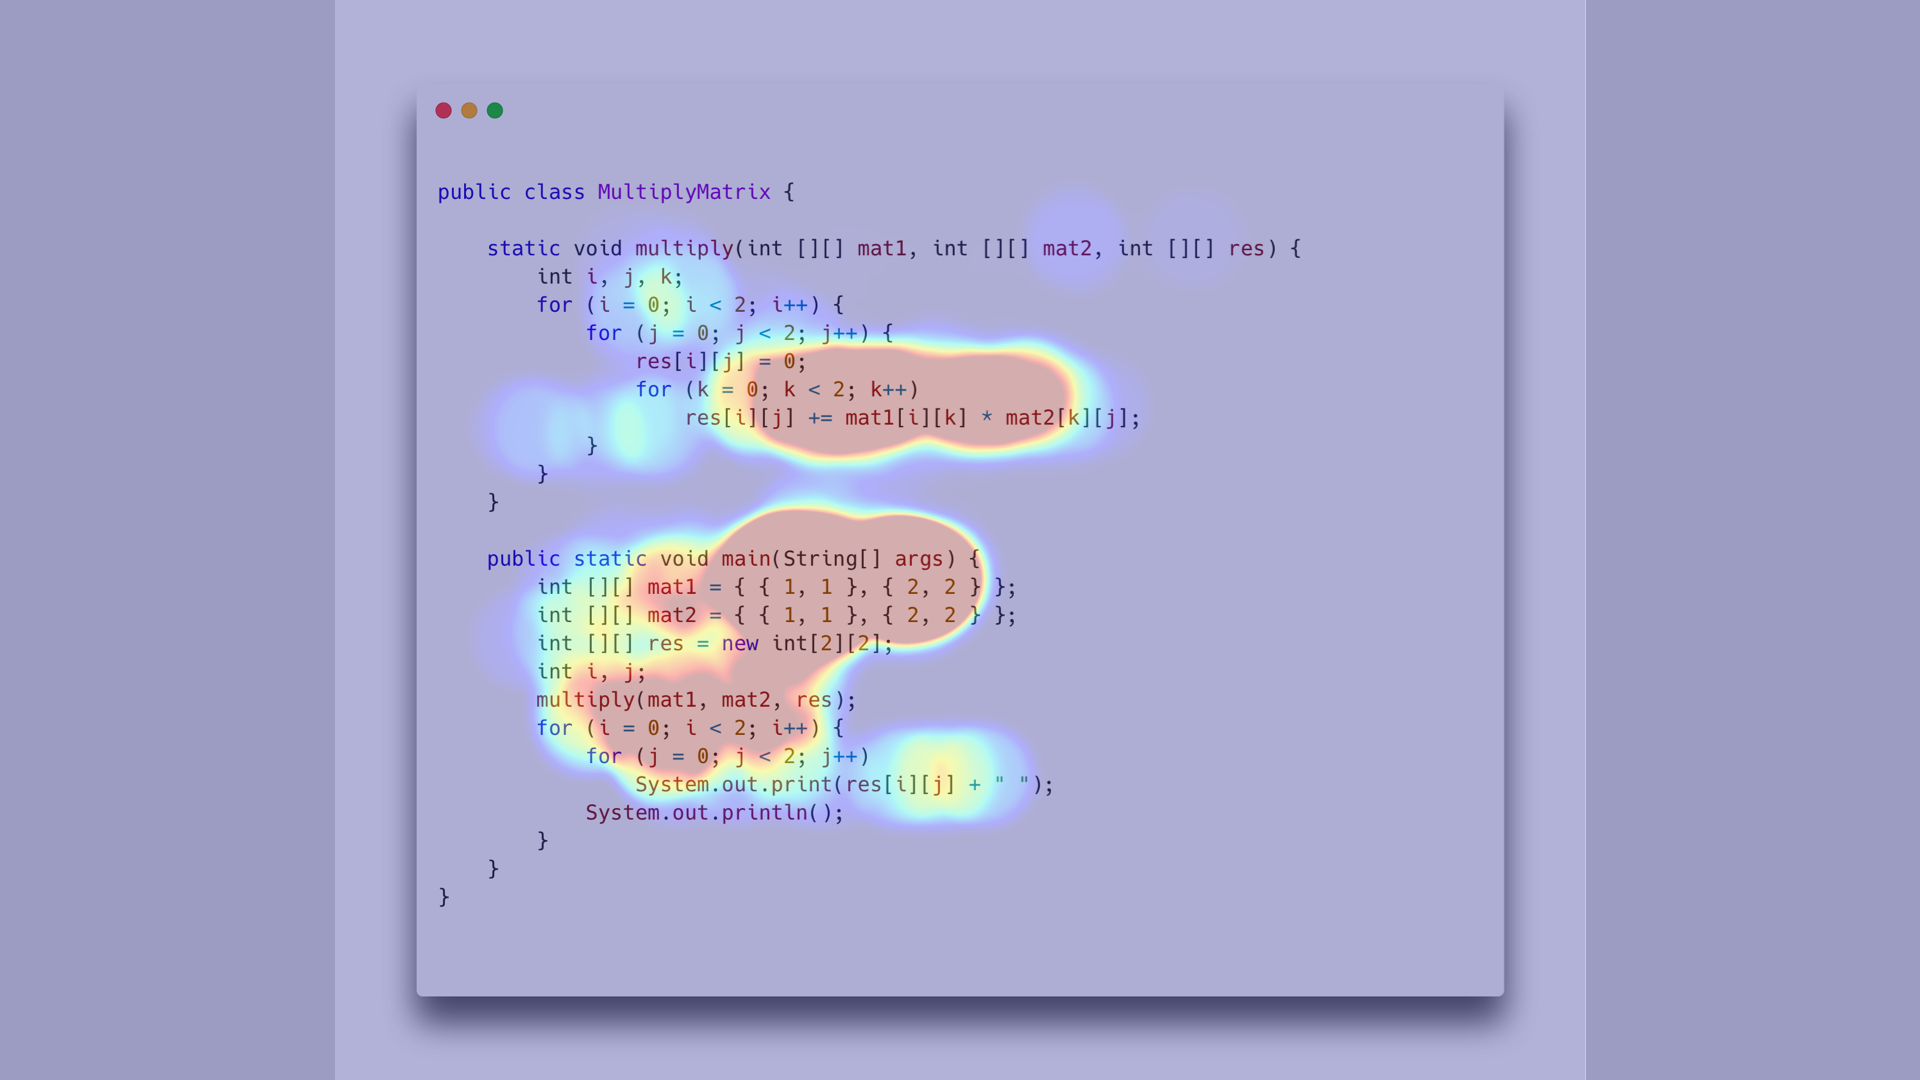 public class MultiplyMatrix {
static void multiply(int [][] mat1, int [][] mat2, int [][] res) {
int i, j, k;
for (i = 0; i < 2; i++) {
for (j = 0; j < 2; j++) {
res[i][j] = 0;
for (k = 0; k < 2; k++)
res[i][j] += mat1[i][k] * mat2[k][j];
}
}
}
public static void main(String[] args) {
int [][] mat1 = { { 1, 1 }, { 2, 2 } };
int [][] mat2 = { { 1, 1 }, { 2, 2 } };
int [][] res = new int[2][2];
int i, j;
multiply(mat1, mat2, res);
for (i = 0; i < 2; i++) {
for (j = 0; j < 2; j++)
System.out.print(res[i][j] + " ");
System.out.println();
}
}
}